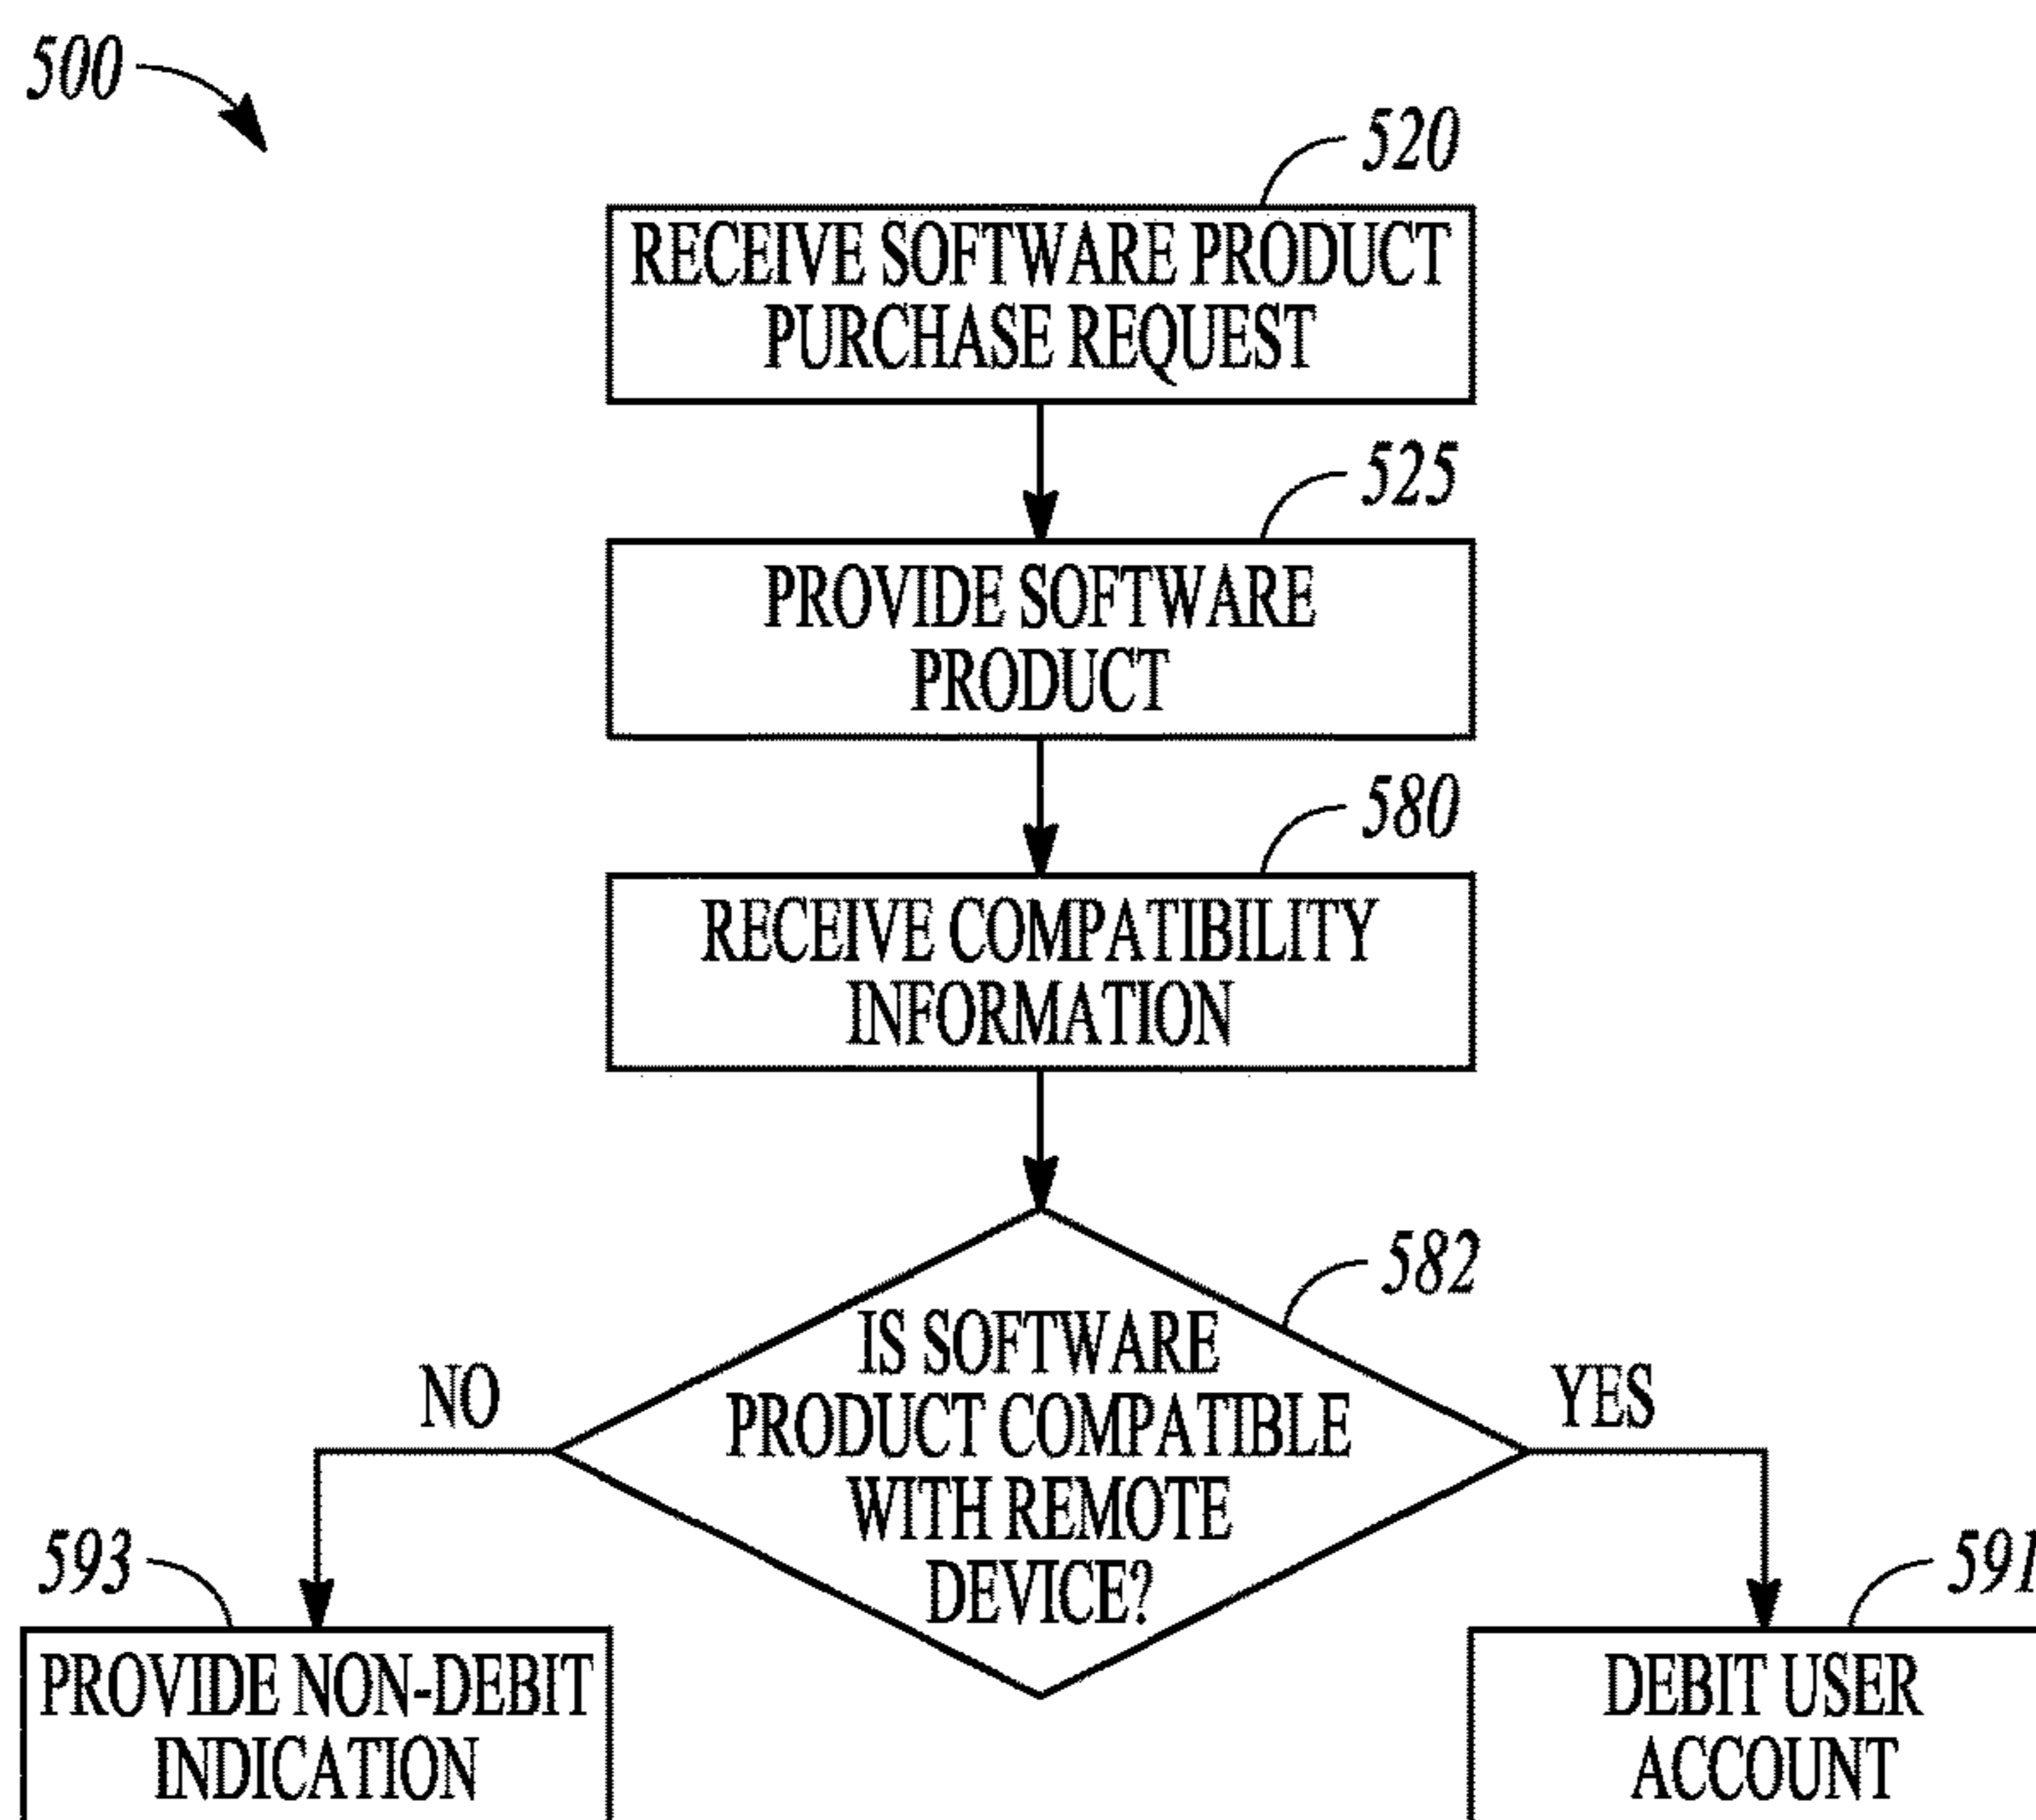 500
520
RECEIVE SOFTWARE PRODUCT
PURCHASE REQUEST
525
PROVIDE SOFTWARE
PRODUCT
580
RECEIVE COMPATIBILITY
INFORMATION
582
IS SOFTWARE
PRODUCT COMPATIBLE
WITH REMOTE
DEVICE?
NO
YES
593
PROVIDE NON-DEBIT
INDICATION
591
DEBIT USER
ACCOUNT